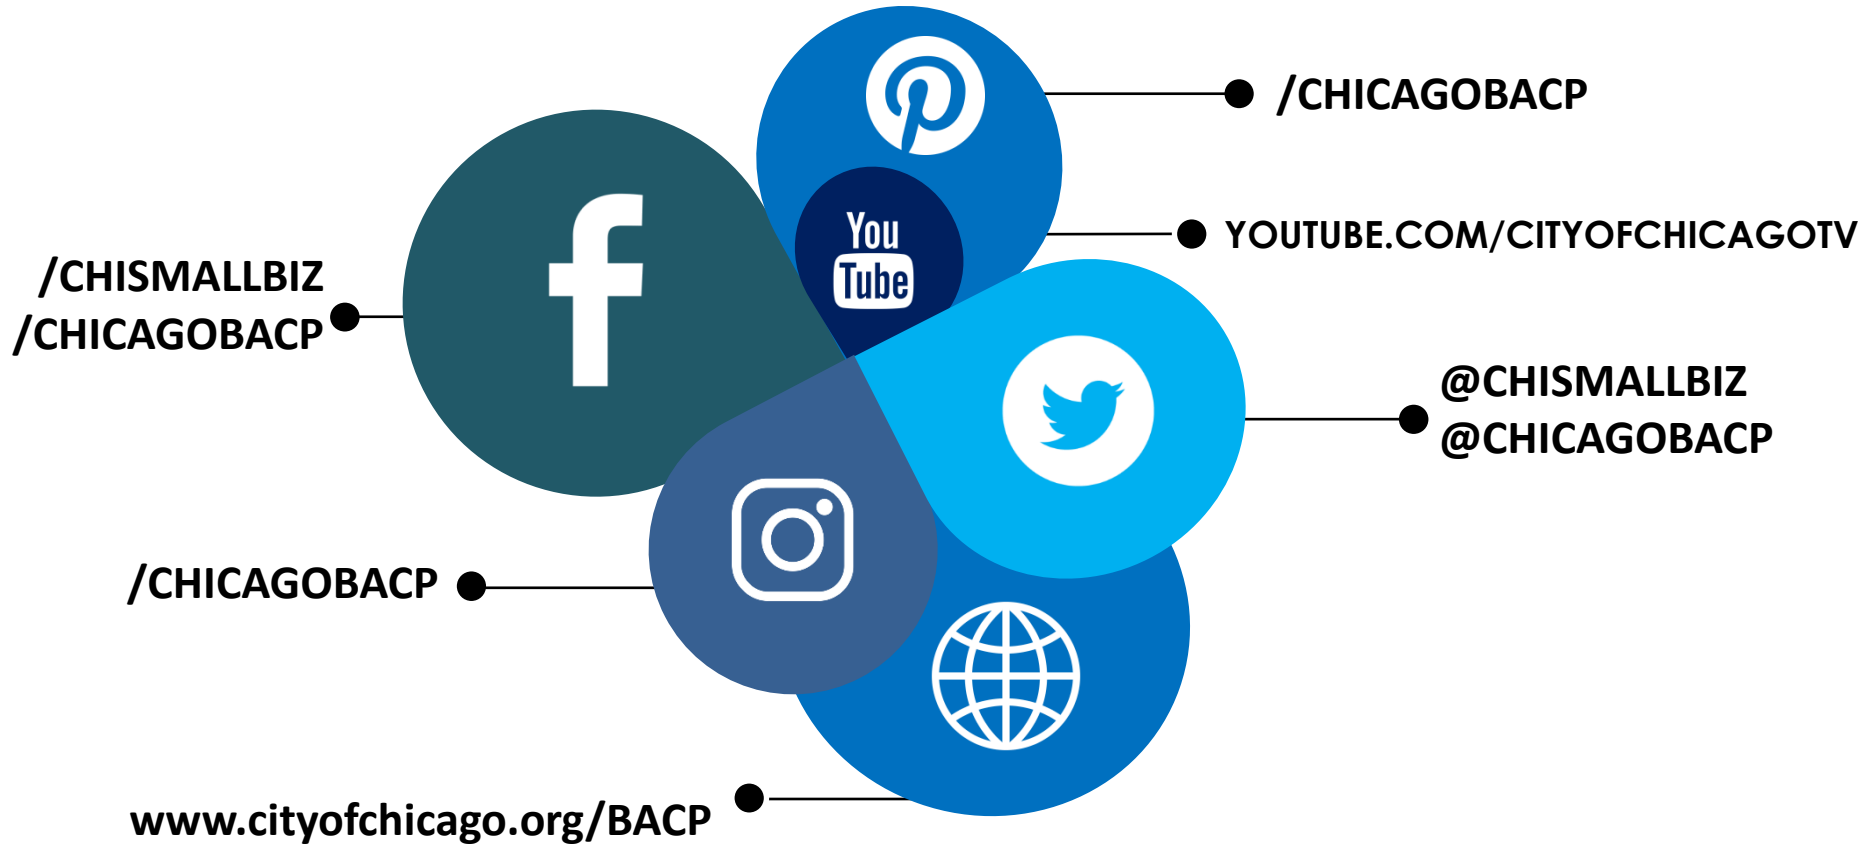 /CHICAGOBACP
You
Tube
YOUTUBE.COM/CITYOFCHICAGOTV
/CHISMALLBIZ
/CHICAGOBACP
@CHISMALLBIZ
@CHICAGOBACP
/CHICAGOBACP
www.cityofchicago.org/BACP